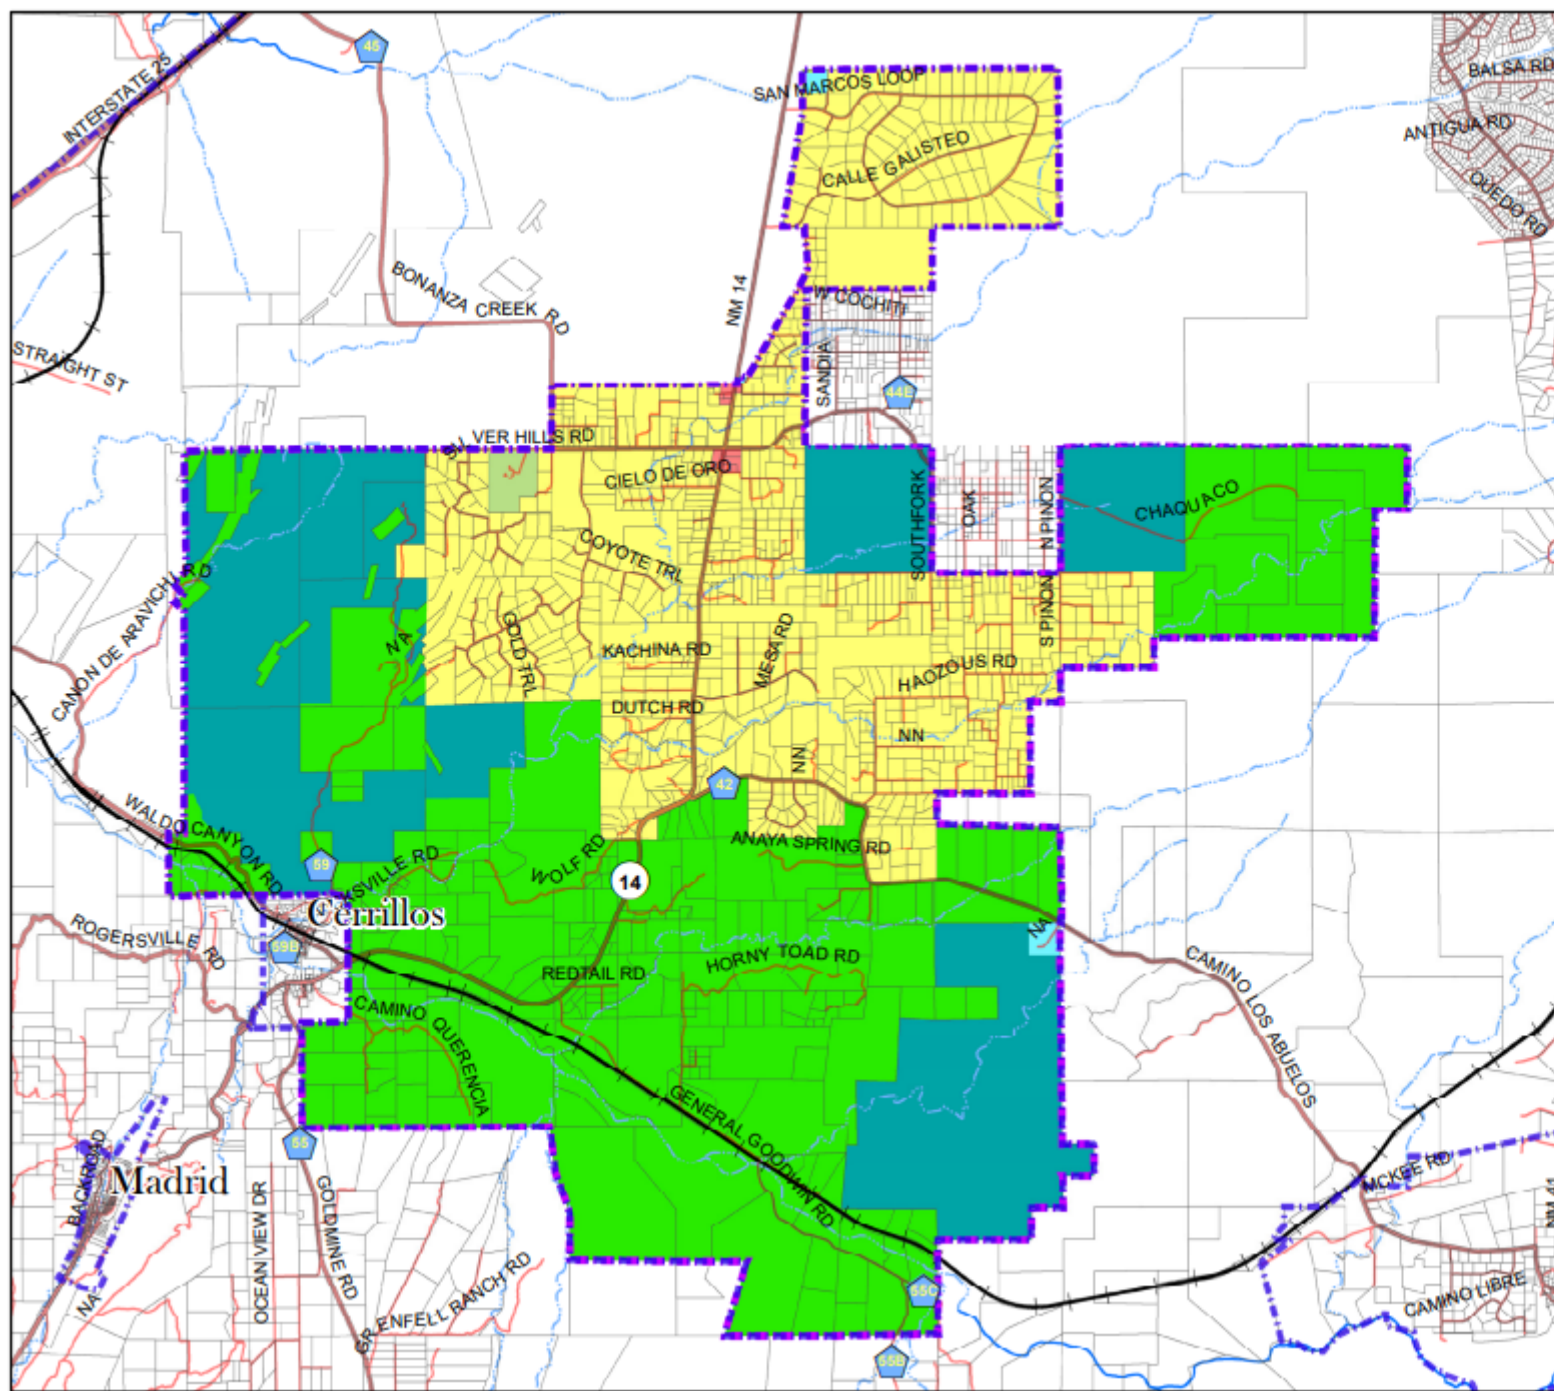 45
BALSA RD
INTERSTATE 25
SAN MARCOS LOOP
ANTIGUA RD
CALLE GALISTEO
QUEDO RD
BONANZA CREEK RD
NM 14
W COCHITI
STRAIGHT ST
SANDIA
44E
VER HILLS RD
CIELO DE ORO
SOUTHFORK
OAK
N PINON
CHAQUACO
COYOTE TRL
CANON DE ARAVICHI RD
NA
GOLD TRL
KACHINA RD
MESA RD
S PINON
HAOZOUS RD
DUTCH RD
NN
NN
42
WALDO CANYON RD
ANAYA SPRING RD
59
KSVILLE RD
WOLF RD
14
Cerrillos
ROGERSVILLE RD
59B
NA
HORNY TOAD RD
REDTAIL RD
CAMINO LOS ABUELOS
CAMINO QUERENCIA
GENERAL GOODWIN RD
55
BACKROAD
Madrid
MCKEE RD
OCEAN VIEW DR
GOLDMINE RD
NM 41
NA
GRENFELL RANCH RD
55C
CAMINO LIBRE
55B